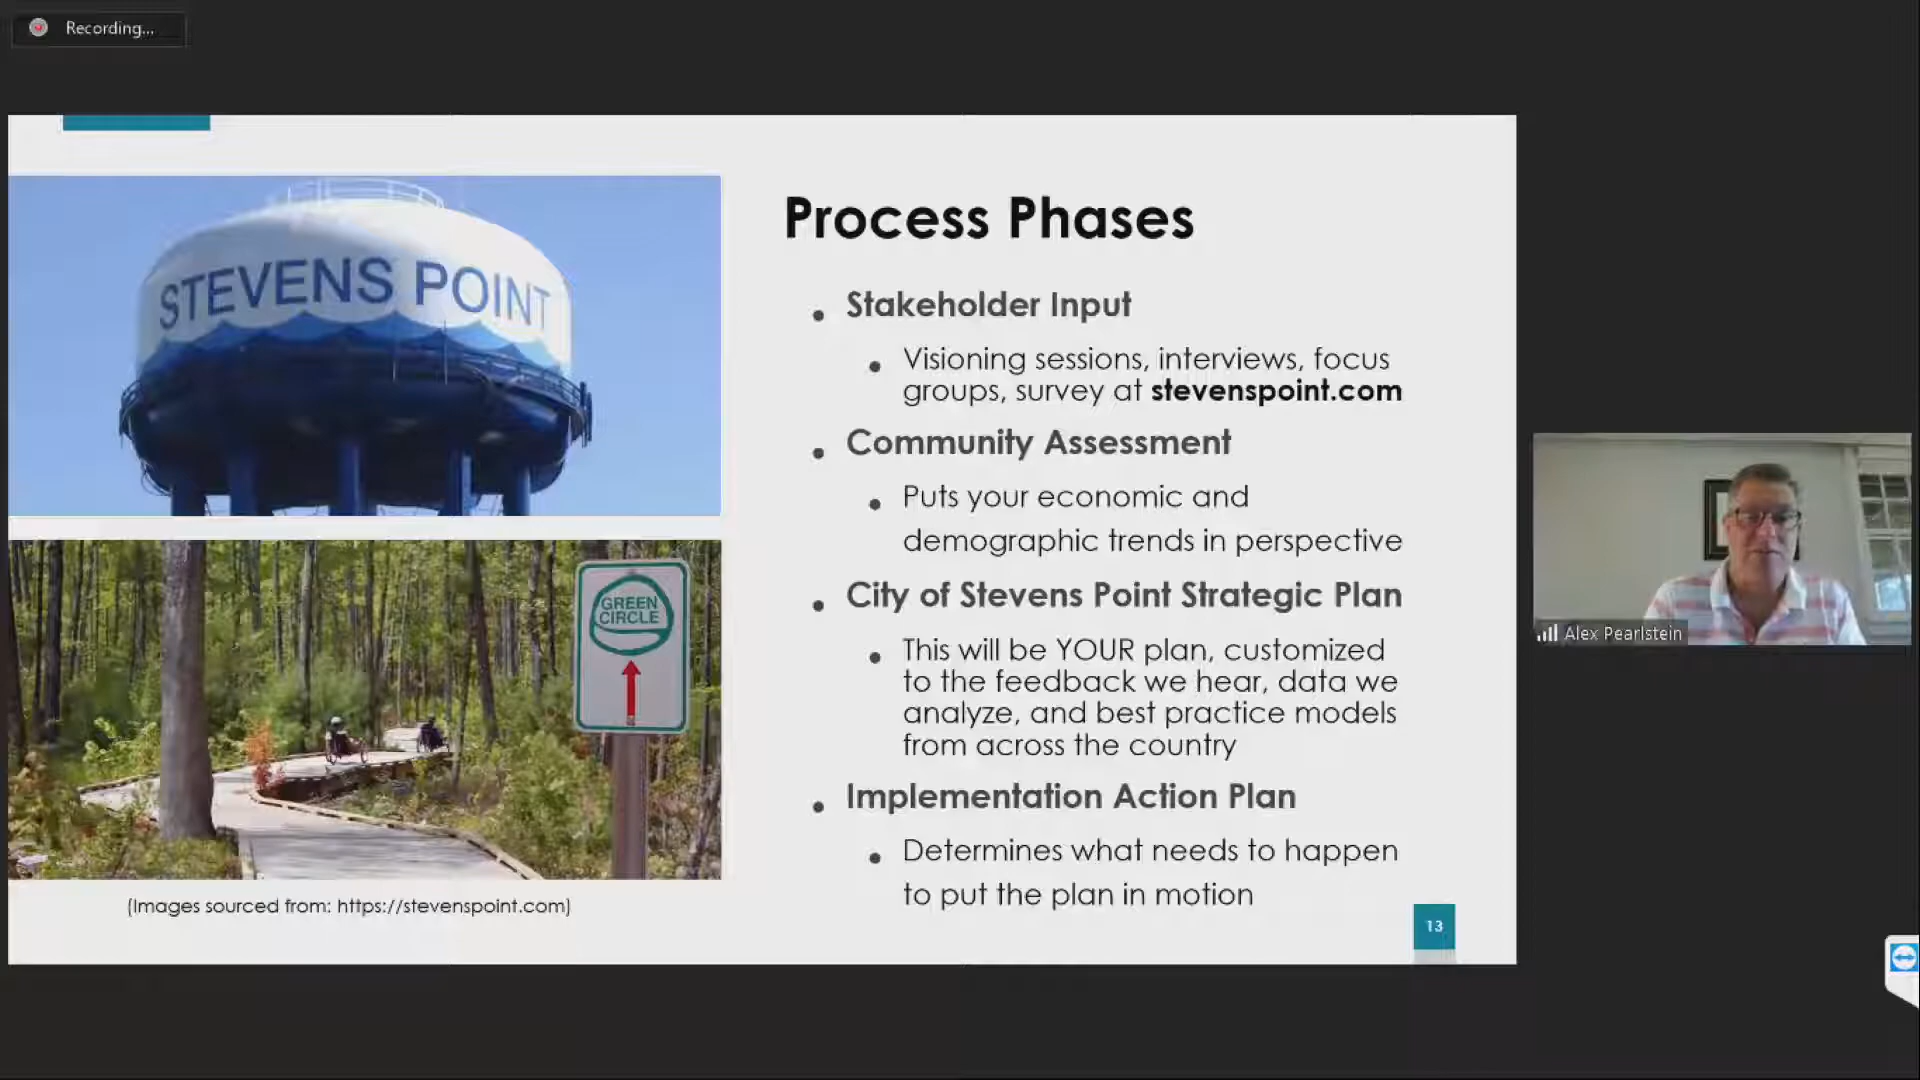 Recording...
STEVENS POINT
GREEN
CIRCLE
(Images sourced from: https://stevenspoint.com)
Process Phases
• Stakeholder Input
• Visioning sessions, interviews, focus
groups, survey at stevenspoint.com
• Community Assessment
• Puts your economic and
demographic trends in perspective
• City of Stevens Point Strategic Plan
• This will be YOUR plan, customized
to the feedback we hear, data we
analyze, and best practice models
from across the country
• Implementation Action Plan
• Determines what needs to happen
to put the plan in motion
13
Alex Pearlstein